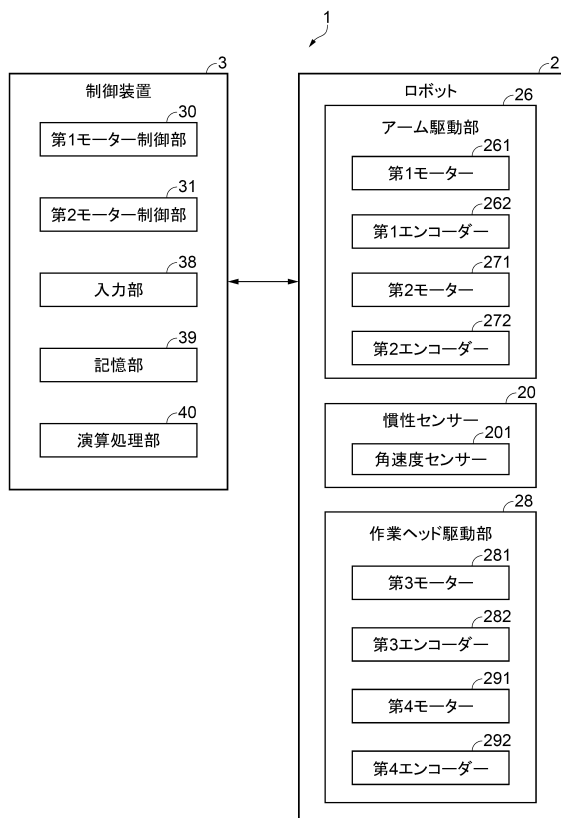 1
3
制御装置
30
第1モーター制御部
31
第2モーター制御部
38
入力部
39
記憶部
40
演算処理部
2
ロボット
26
アーム駆動部
261
第1モーター
262
第1エンコーダー
271
第2モーター
272
第2エンコーダー
20
慣性センサー
201
角速度センサー
28
作業ヘッド駆動部
281
第3モーター
282
第3エンコーダー
291
第4モーター
292
第4エンコーダー